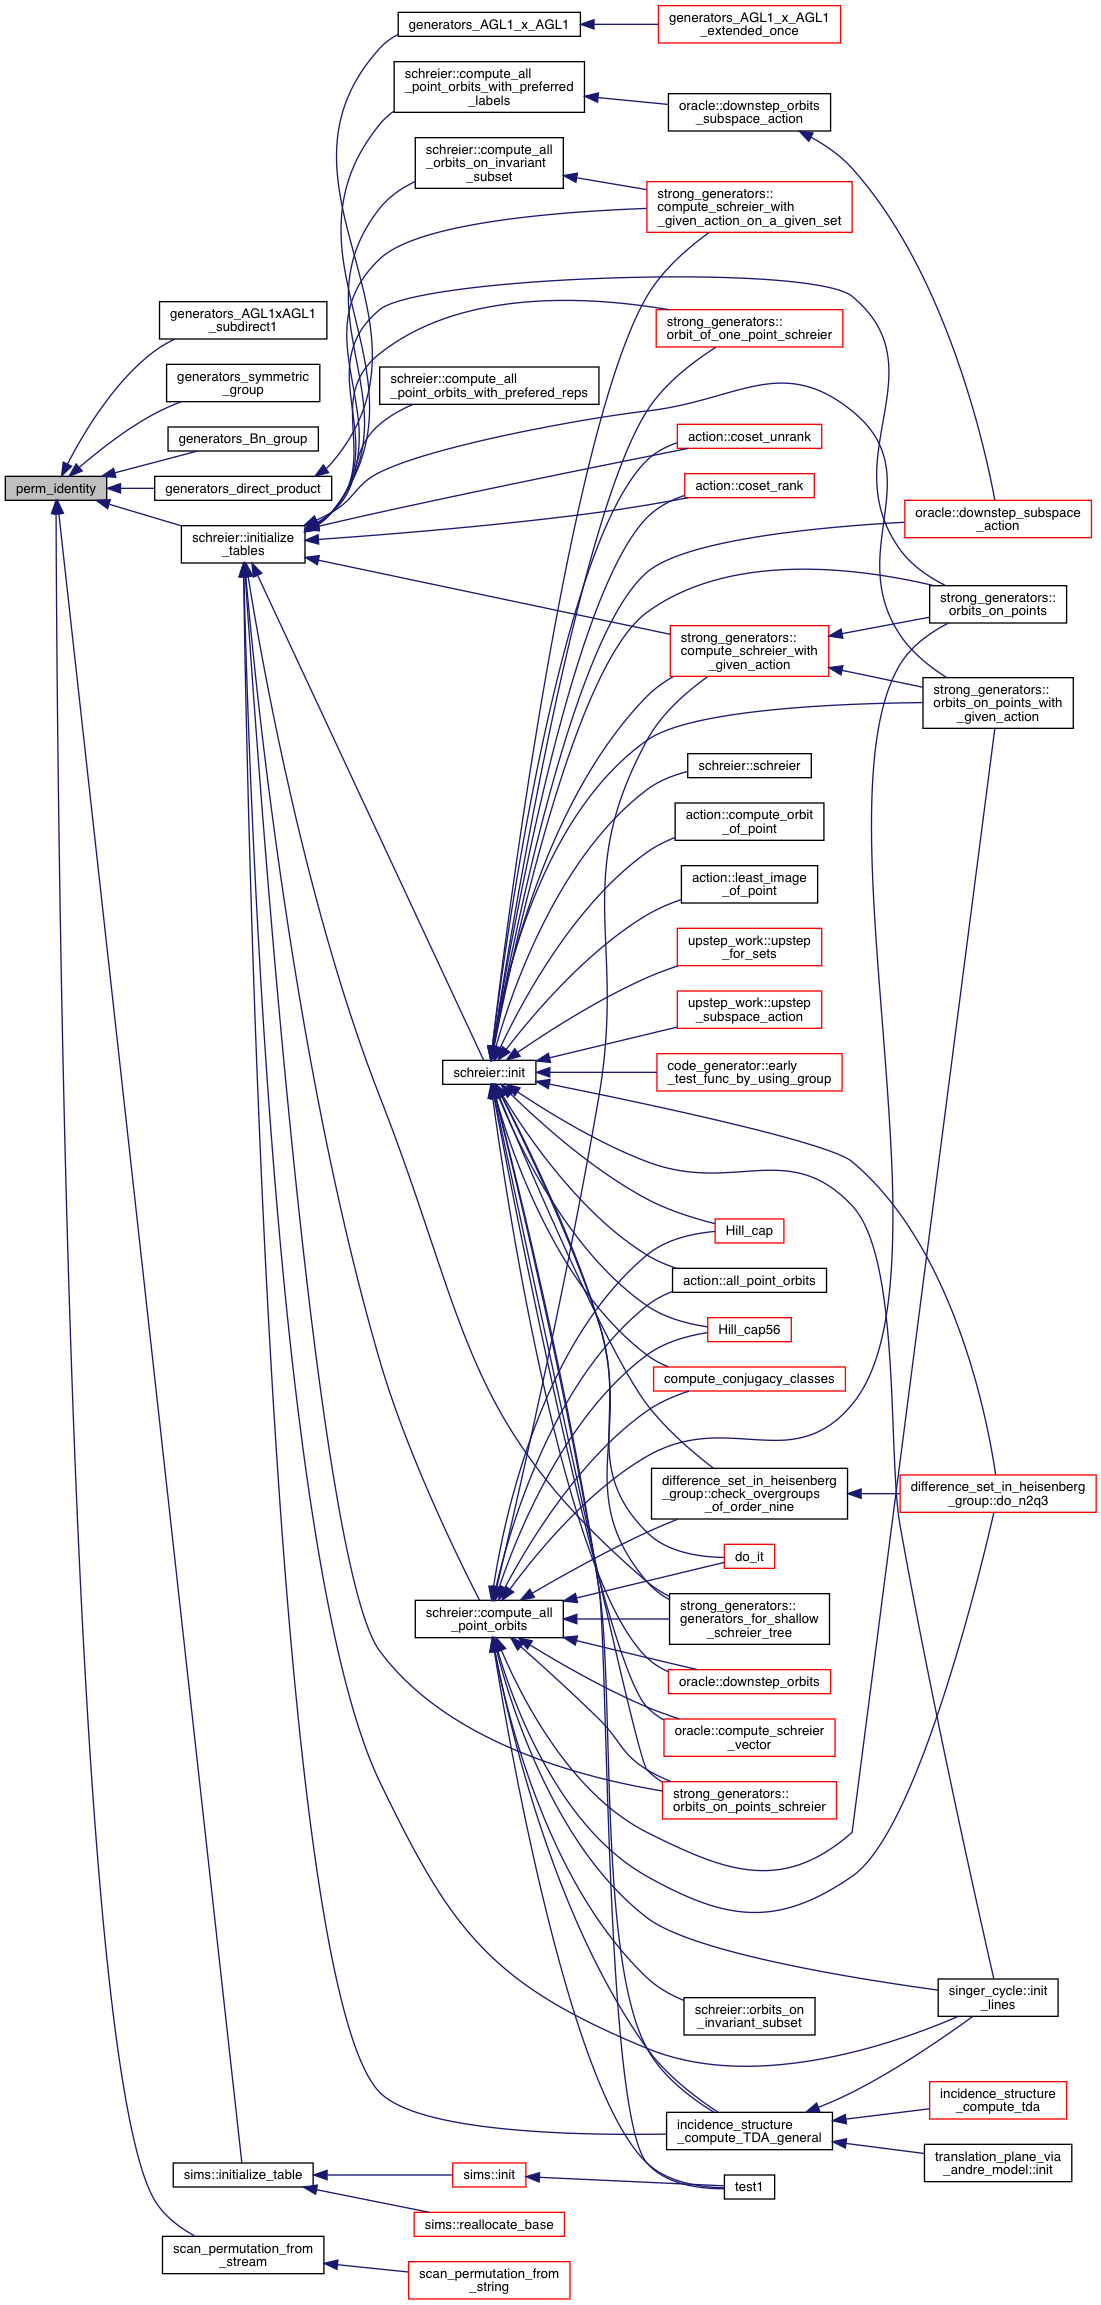 generators_AGL1_x_AGL1
generators_AGL1_x_AGL1
_extended_once
schreier::compute_all
_point_orbits_with_preferred
_labels
oracle::downstep_orbits
_subspace_action
schreier::compute_all
_orbits_on_invariant
_subset
strong_generators::
compute_schreier_with
_given_action_on_a_given_set
generators_AGL1xAGL1
_subdirect1
strong_generators::
orbit_of_one_point_schreier
generators_symmetric
_group
schreier::compute_all
_point_orbits_with_prefered_reps
generators_Bn_group
action::coset_unrank
perm_identity
generators_direct_product
action::coset_rank
schreier::initialize
_tables
oracle::downstep_subspace
_action
strong_generators::
orbits_on_points
strong_generators::
compute_schreier_with
_given_action
strong_generators::
orbits_on_points_with
_given_action
schreier::schreier
action::compute_orbit
_of_point
action::least_image
_of_point
upstep_work::upstep
_for_sets
upstep_work::upstep
_subspace_action
schreier::init
code_generator::early
_test_func_by_using_group
Hill_cap
action::all_point_orbits
Hill_cap56
compute_conjugacy_classes
difference_set_in_heisenberg
_group::check_overgroups
_of_order_nine
difference_set_in_heisenberg
_group::do_n2q3
do_it
schreier::compute_all
_point_orbits
strong_generators::
generators_for_shallow
_schreier_tree
oracle::downstep_orbits
oracle::compute_schreier
_vector
strong_generators::
orbits_on_points_schreier
singer_cycle::init
_lines
schreier::orbits_on
_invariant_subset
incidence_structure
_compute_tda
incidence_structure
_compute_TDA_general
translation_plane_via
_andre_model::init
sims::initialize_table
sims::init
test1
sims::reallocate_base
scan_permutation_from
_stream
scan_permutation_from
_string